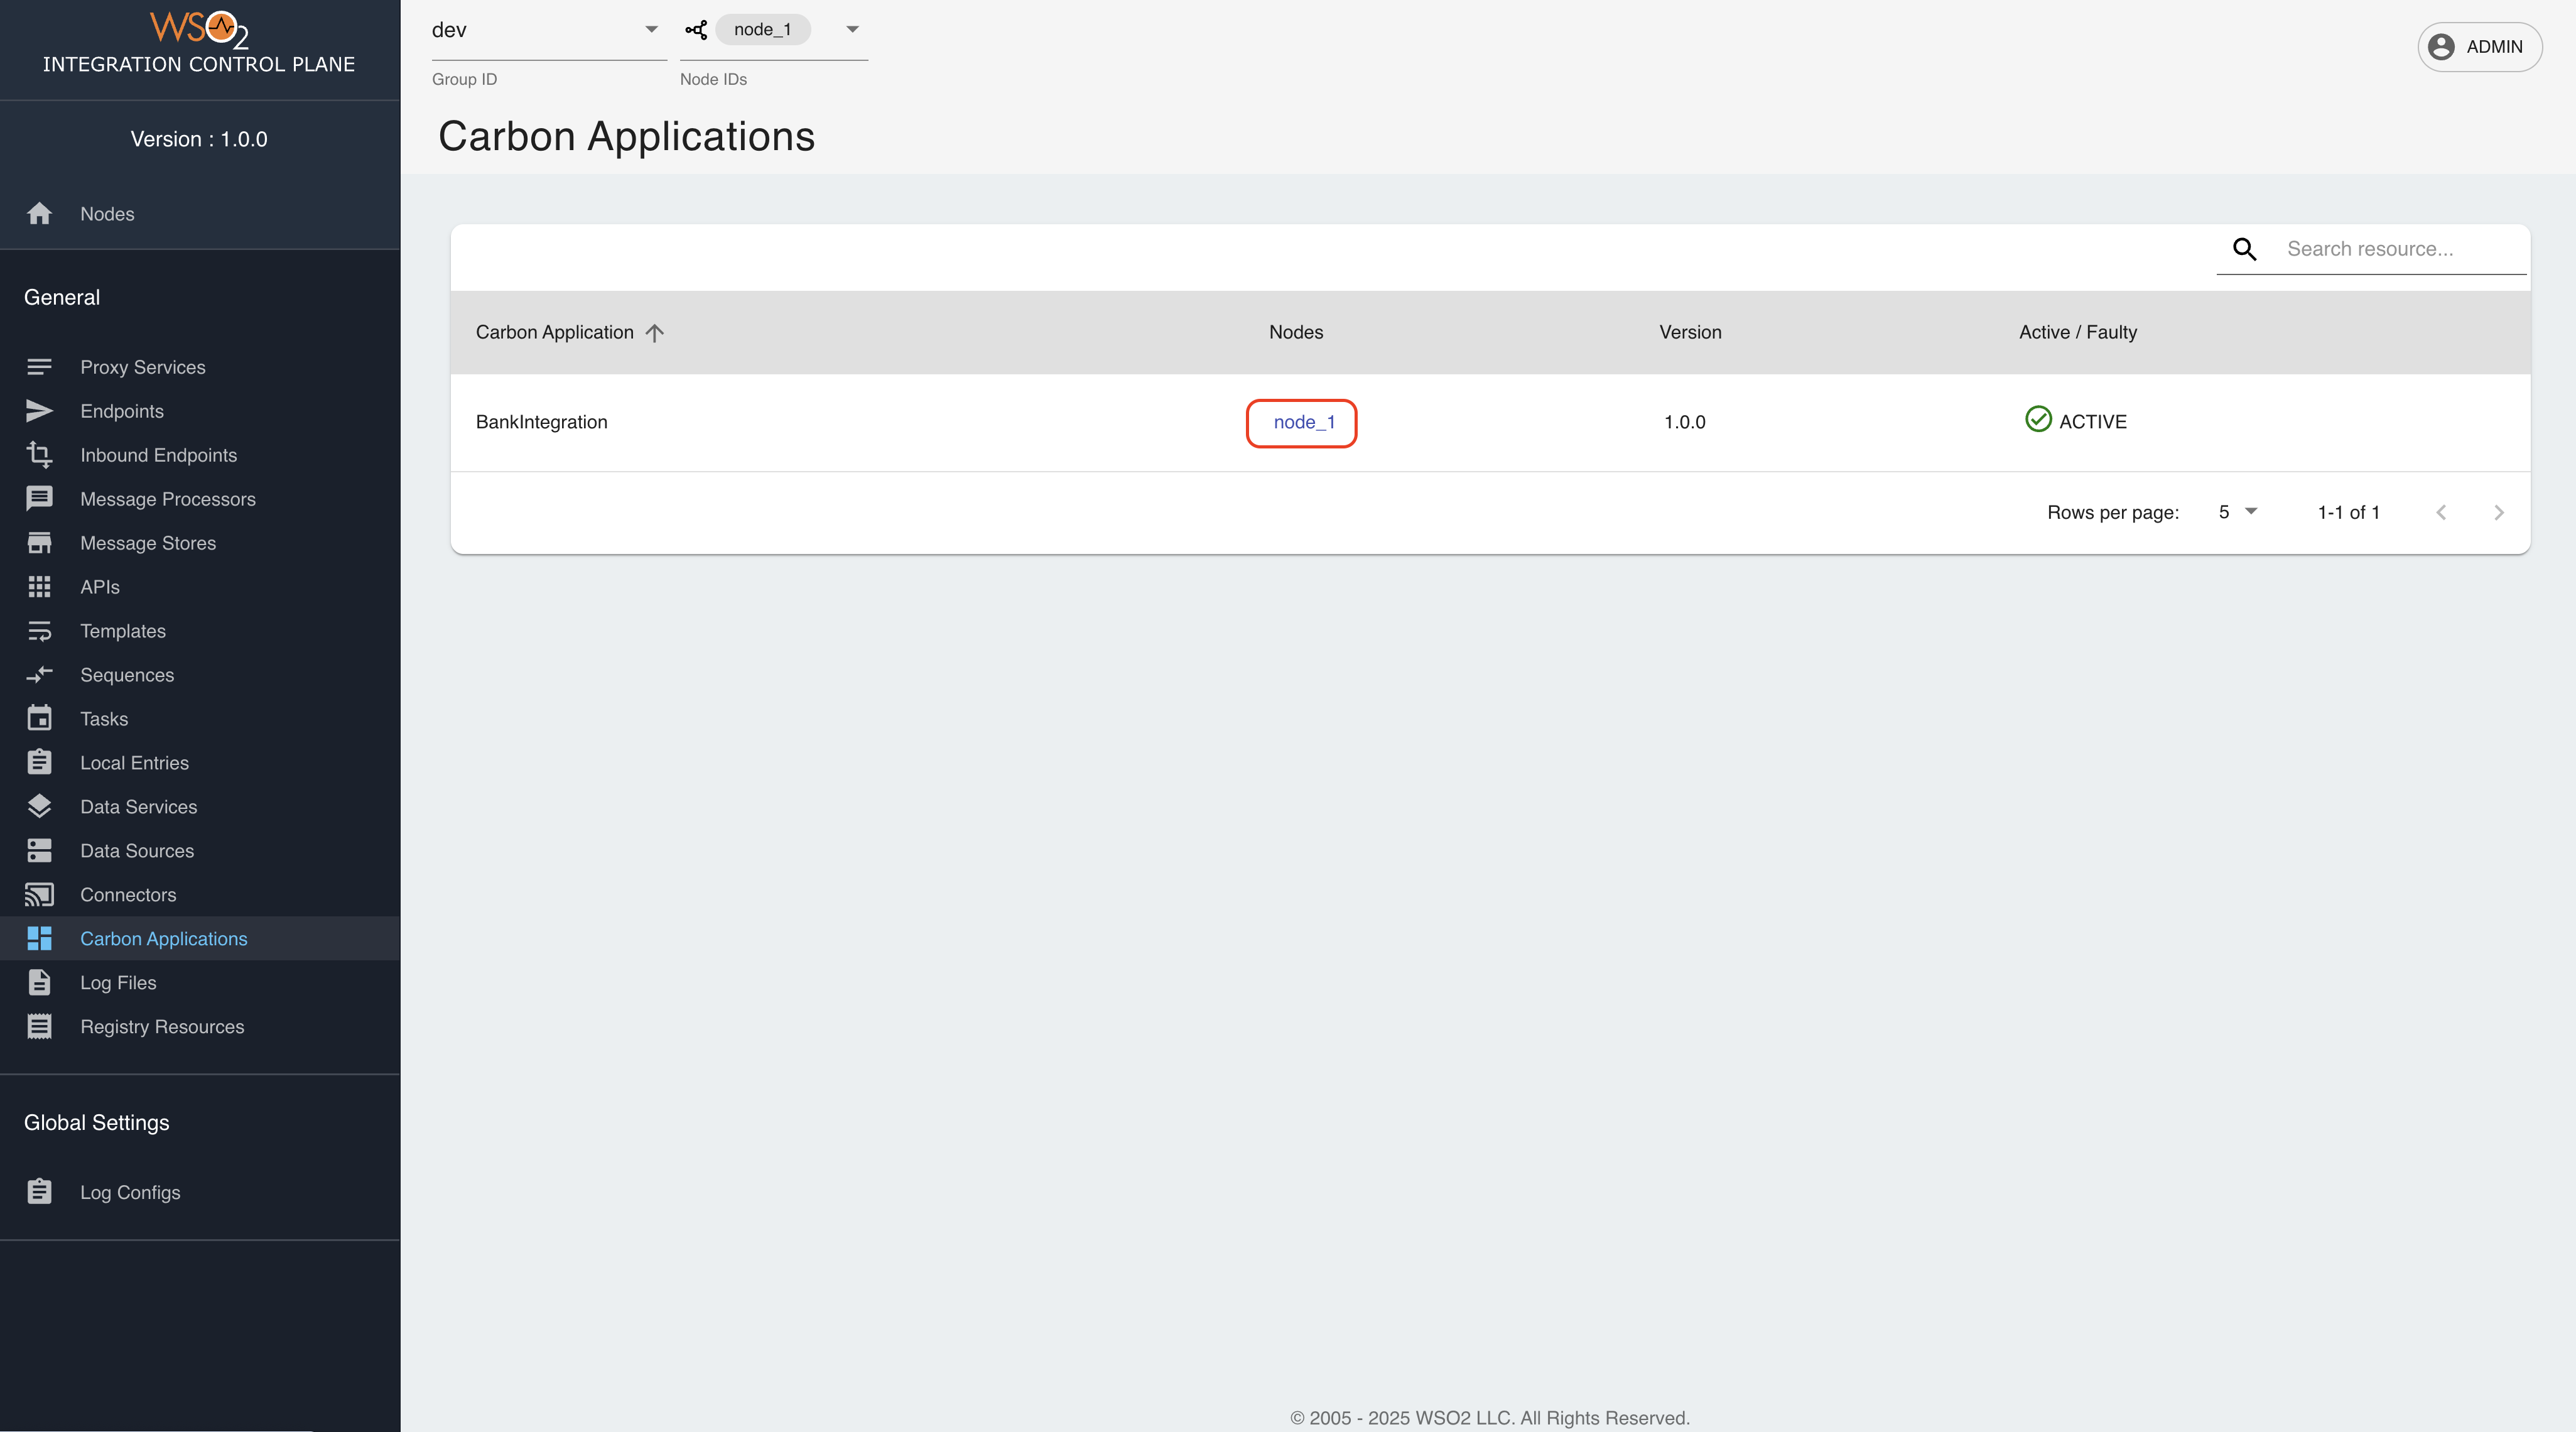 WSO2
INTEGRATION CONTROL PLANE
Version : 1.0.0
Nodes
General
Proxy Services
Endpoints
Inbound Endpoints
Message Processors
Message Stores
APIs
Templates
Sequences
Tasks
Local Entries
Data Services
Data Sources
Connectors
Carbon Applications
Log Files
Registry Resources
Global Settings
Log Configs
dev node_1
Group ID Node IDs
ADMIN
Carbon Applications
Search resource...
Carbon Application Nodes Version Active / Faulty
BankIntegration node_1 1.0.0 ACTIVE
Rows per page: 5 1-1 of 1
© 2005 - 2025 WSO2 LLC. All Rights Reserved.